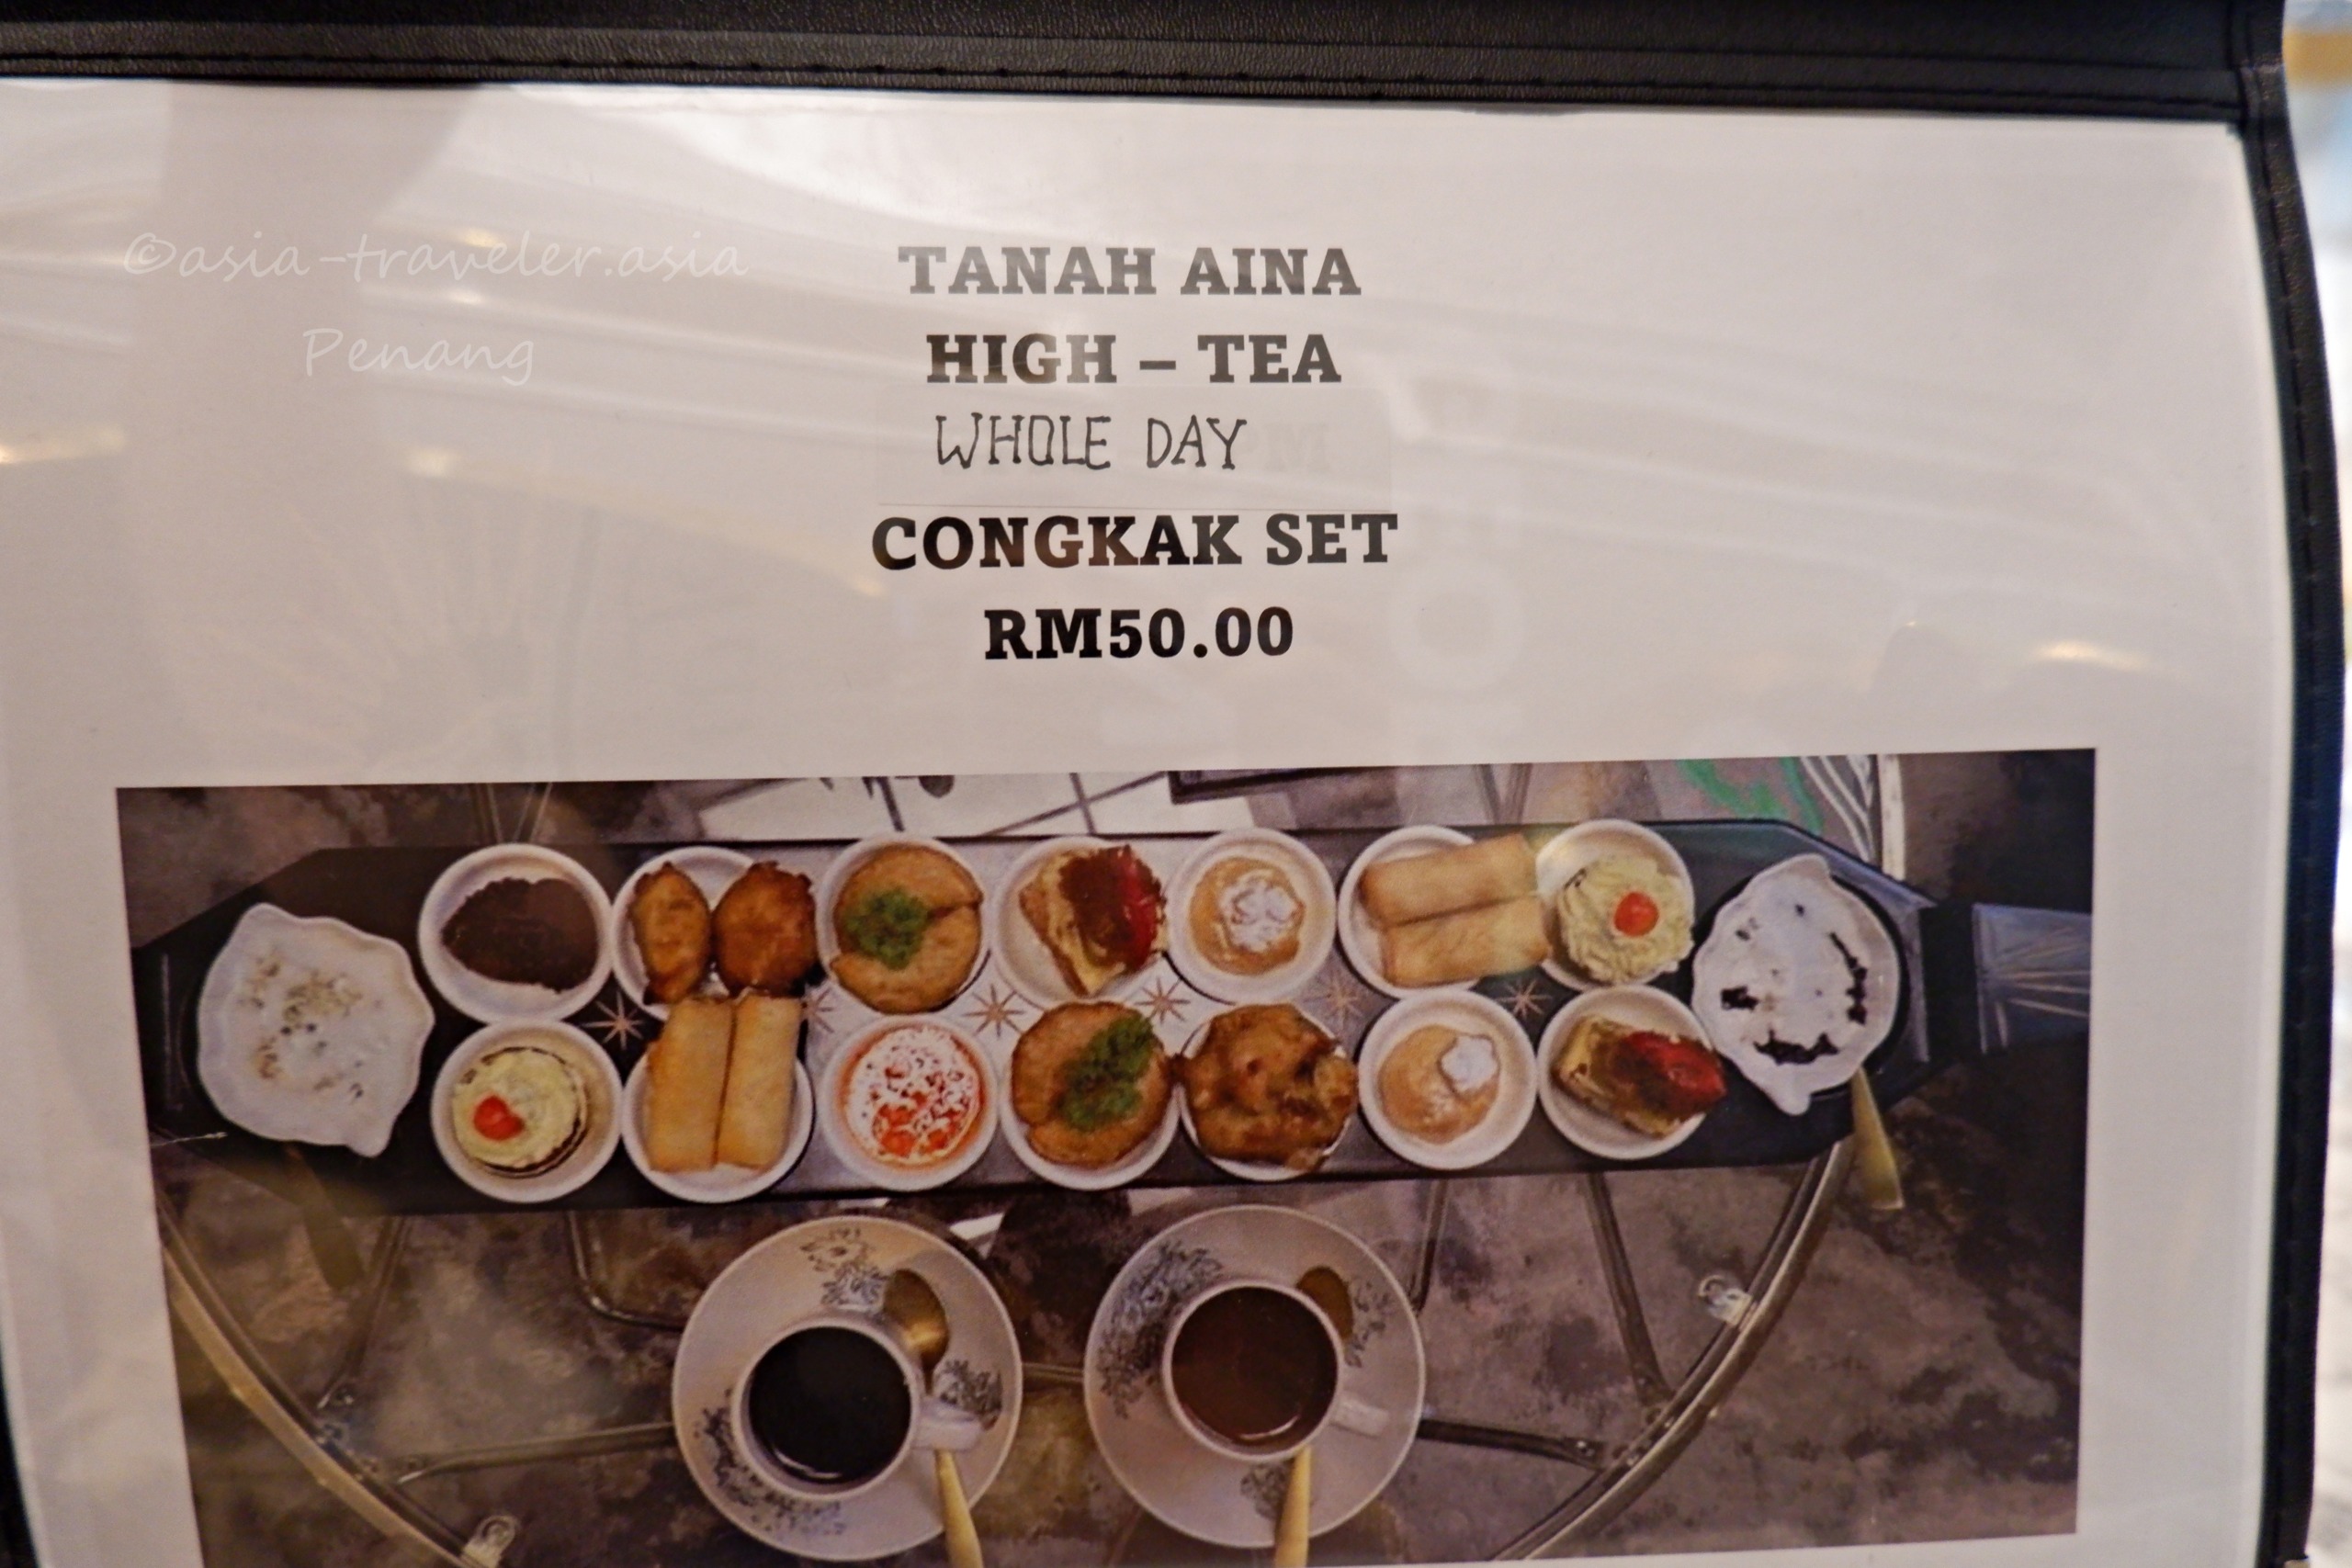 ©asia-traveler.asia
Penang
TANAH AINA
HIGH – TEA
WHOLE DAY
CONGKAK SET
RM50.00